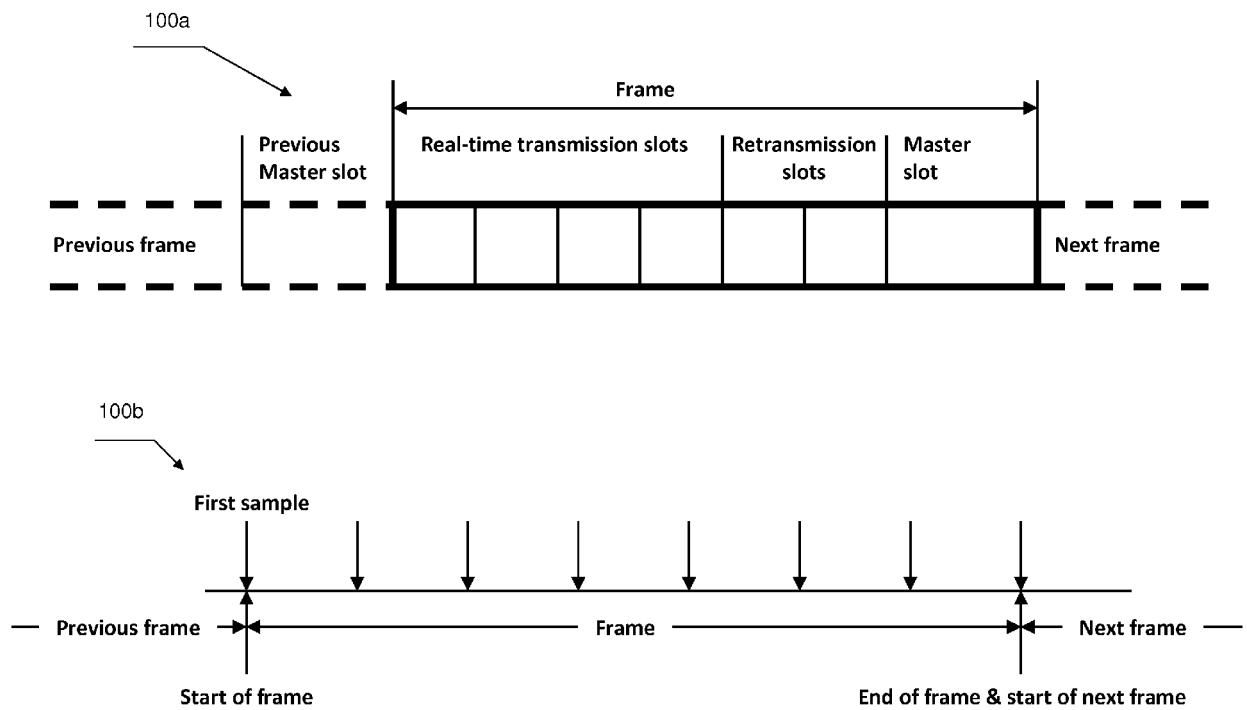 100a
Frame
Previous
Master slot
Real-time transmission slots
Retransmission
slots
Master
slot
Previous frame
Next frame
100b
First sample
Previous frame
Frame
Next frame
Start of frame
End of frame & start of next frame